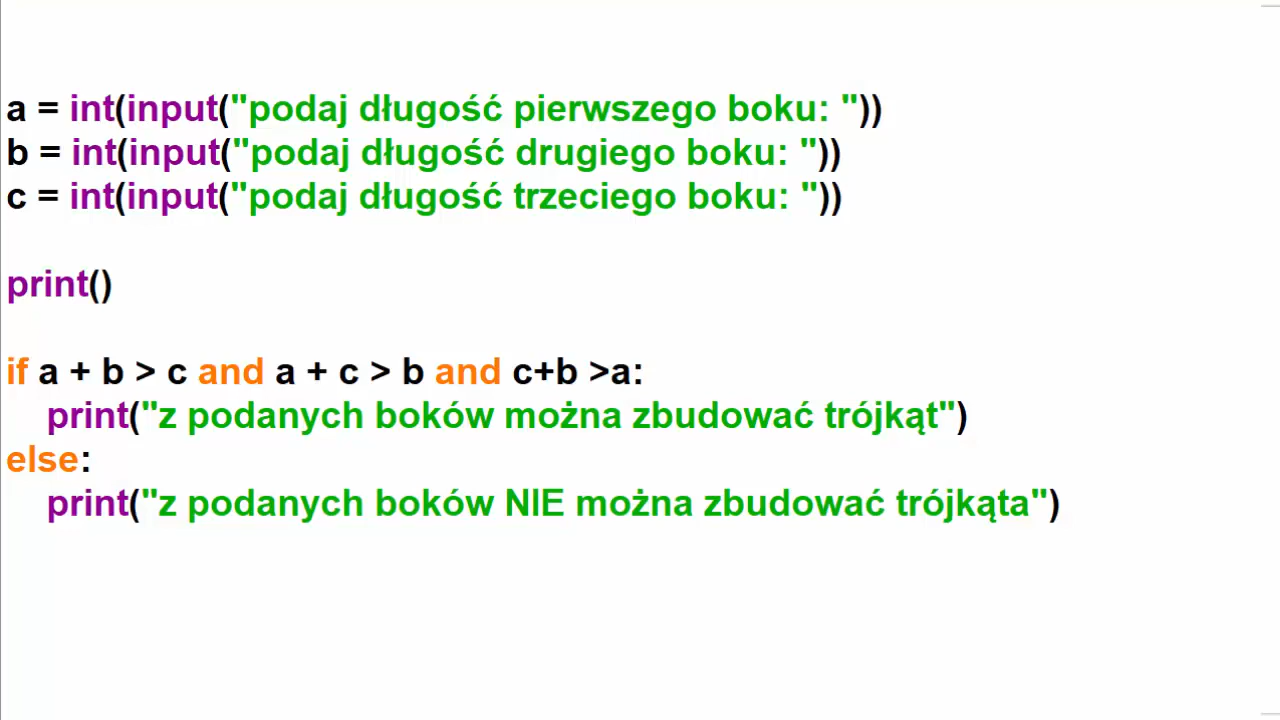 a = int(input("podaj długość pierwszego boku: "))
b = int(input("podaj długość drugiego boku: "))
c = int(input("podaj długość trzeciego boku: "))
print()
if a + b > c and a + c > b and c+b >a:
    print("z podanych boków można zbudować trójkąt")
else:
    print("z podanych boków NIE można zbudować trójkąta")